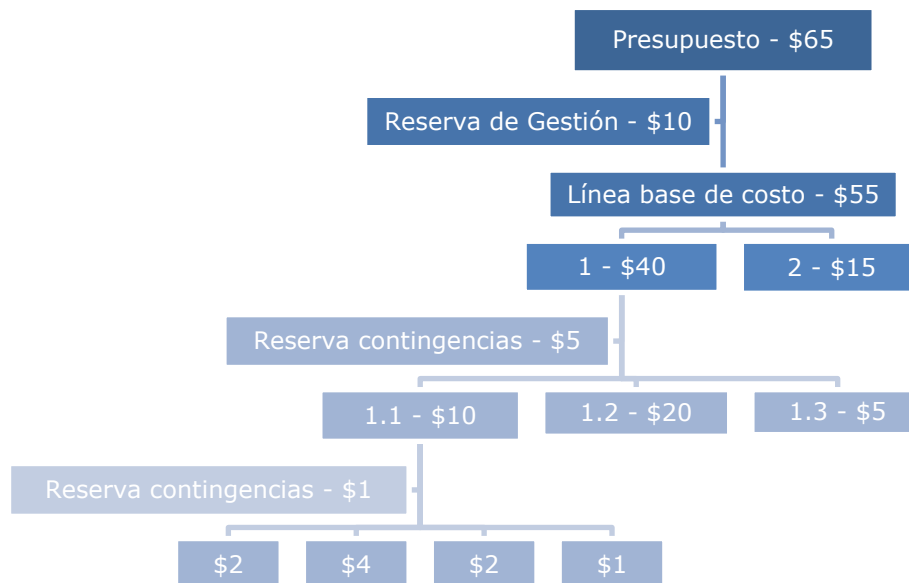 Presupuesto - $65
Reserva de Gestión - $10
Línea base de costo - $55
1 - $40
2 - $15
Reserva contingencias - $5
1.1 - $10
1.2 - $20
1.3 - $5
Reserva contingencias - $1
$2
$4
$2
$1